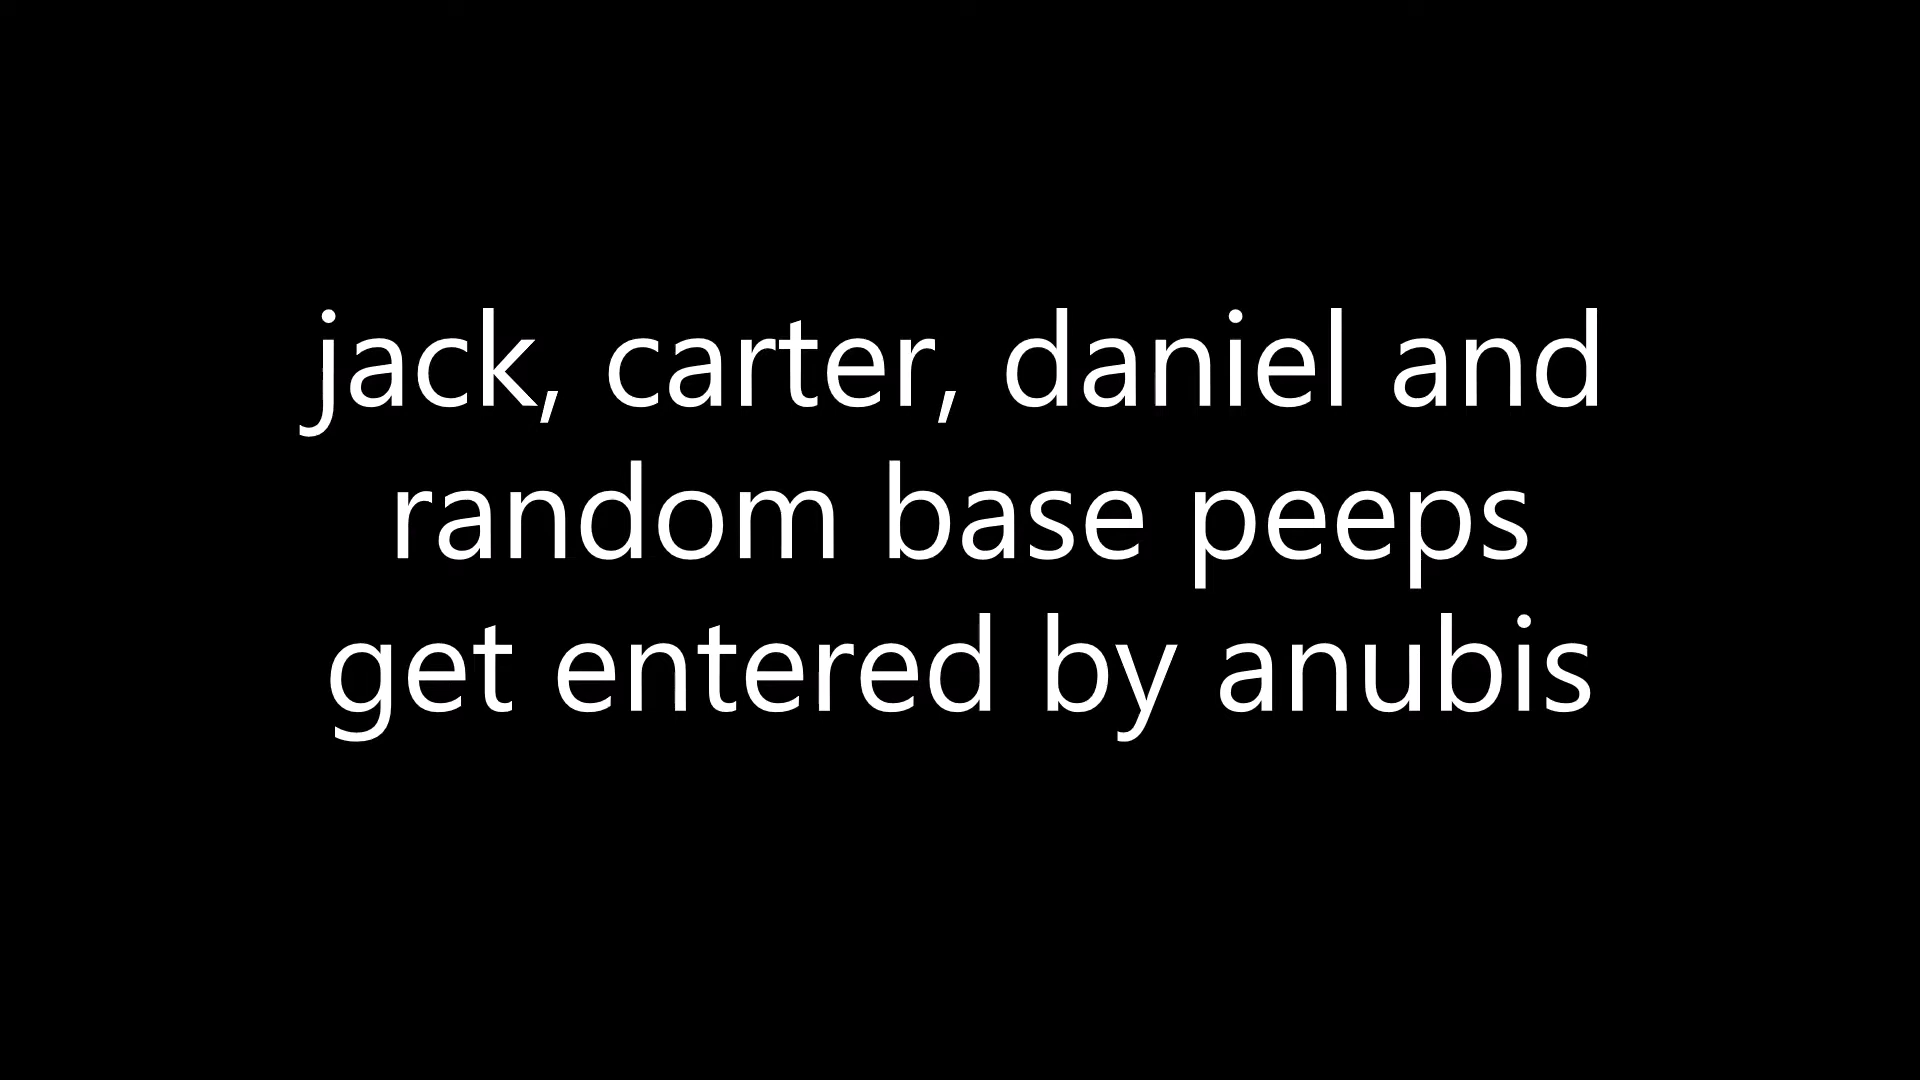 jack, carter, daniel and
random base peeps
get entered by anubis